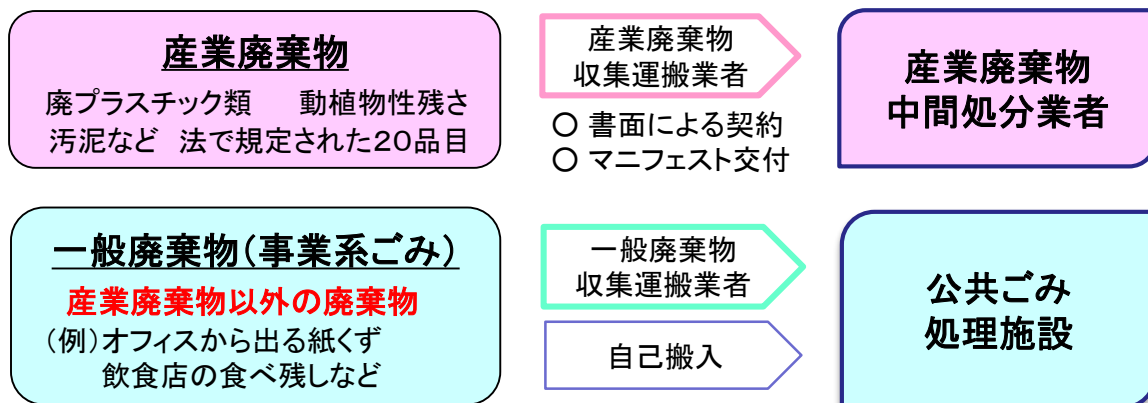 産業廃棄物
廃プラスチック類　動植物性残さ
汚泥など 法で規定された20品目
産業廃棄物
収集運搬業者
○ 書面による契約
○ マニフェスト交付
産業廃棄物
中間処分業者
一般廃棄物(事業系ごみ)
産業廃棄物以外の廃棄物
(例)オフィスから出る紙くず
飲食店の食べ残しなど
一般廃棄物
収集運搬業者
自己搬入
公共ごみ
処理施設